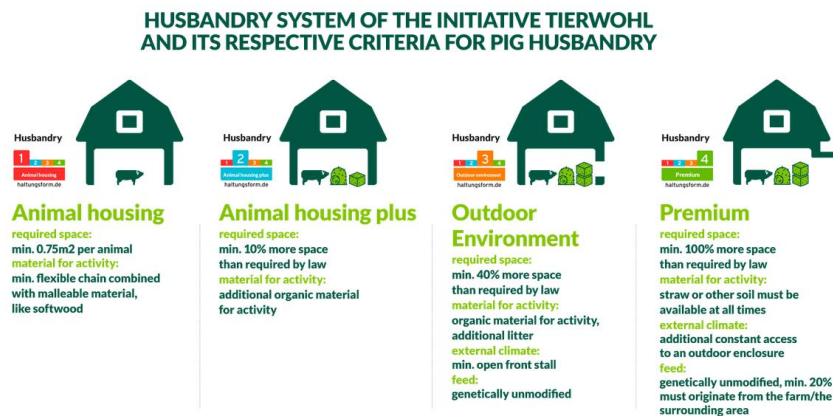 HUSBANDRY SYSTEM OF THE INITIATIVE TIERWOHL
AND ITS RESPECTIVE CRITERIA FOR PIG HUSBANDRY
Husbandry
1
2 3 4
Animal housing
haltungsform.de
Animal housing
required space:
min. 0.75m2 per animal
material for activity:
min. flexible chain combined
with malleable material,
like softwood
Husbandry
1 2 3 4
Animal housing plus
haltungsform.de
Animal housing plus
required space:
min. 10% more space
than required by law
material for activity:
additional organic material
for activity
Husbandry
1 2 3 4
Outdoor environment
haltungsform.de
Outdoor
Environment
required space:
min. 40% more space
than required by law
material for activity:
organic material for activity,
additional litter
external climate:
min. open front stall
feed:
genetically unmodified
Husbandry
1 2 3 4
Premium
haltungsform.de
Premium
required space:
min. 100% more space
than required by law
material for activity:
straw or other soil must be
available at all times
external climate:
additional constant access
to an outdoor enclosure
feed:
genetically unmodified, min. 20%
must originate from the farm/the
surrounding area